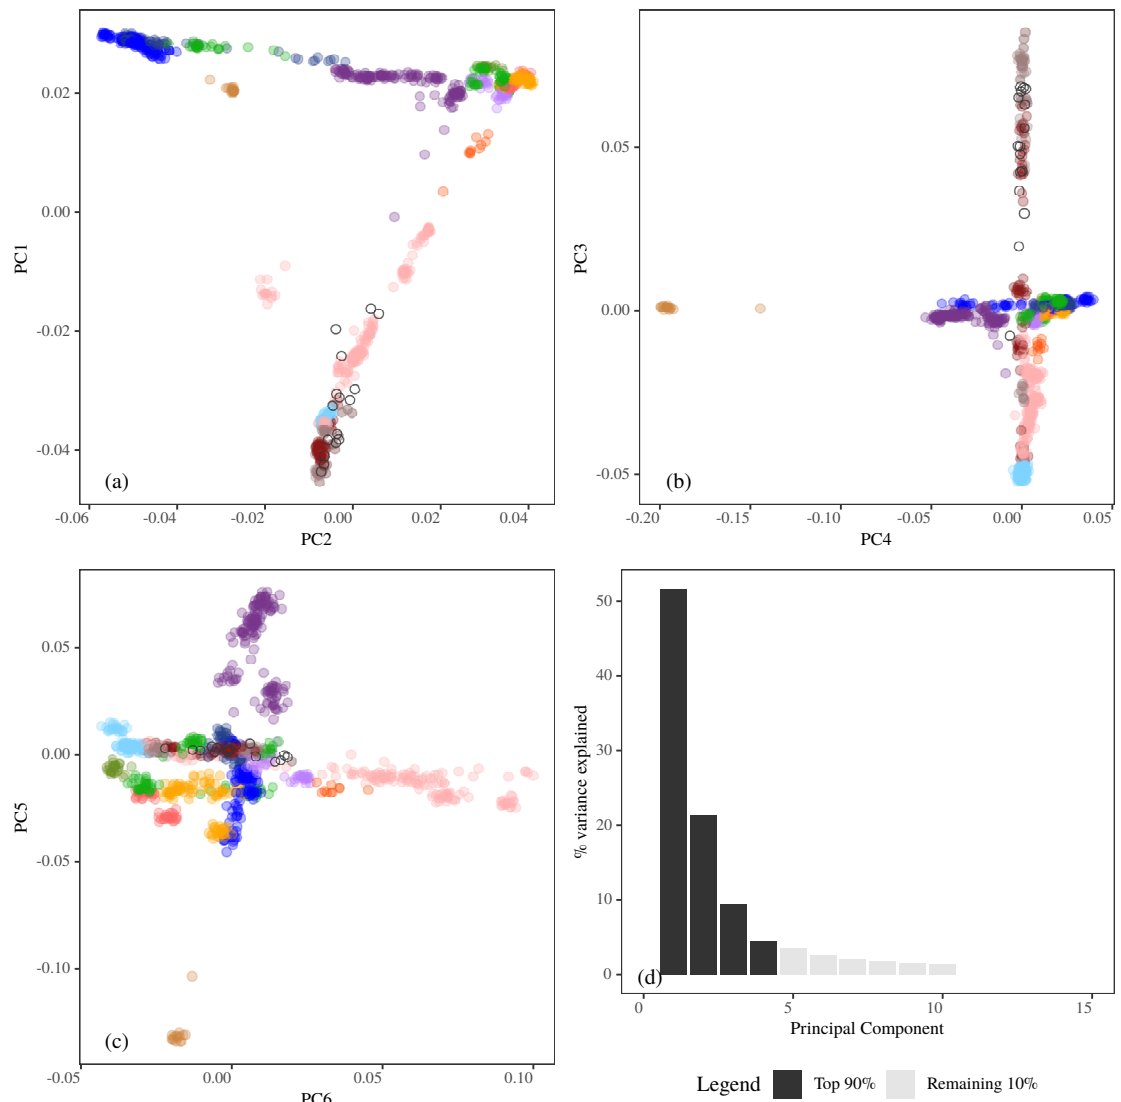 0.02
0.00
-0.02
-0.04
PC1
(a)
-0.06
-0.04
-0.02
0.00
0.02
0.04
PC2
0.05
0.00
-0.05
PC3
(b)
-0.20
-0.15
-0.10
-0.05
0.00
0.05
PC4
0.05
0.00
-0.05
-0.10
PC5
(c)
-0.05
0.00
0.05
0.10
PC6
50
40
30
20
10
0
% variance explained
(d)
0
5
10
15
Principal Component
Legend Top 90% Remaining 10%